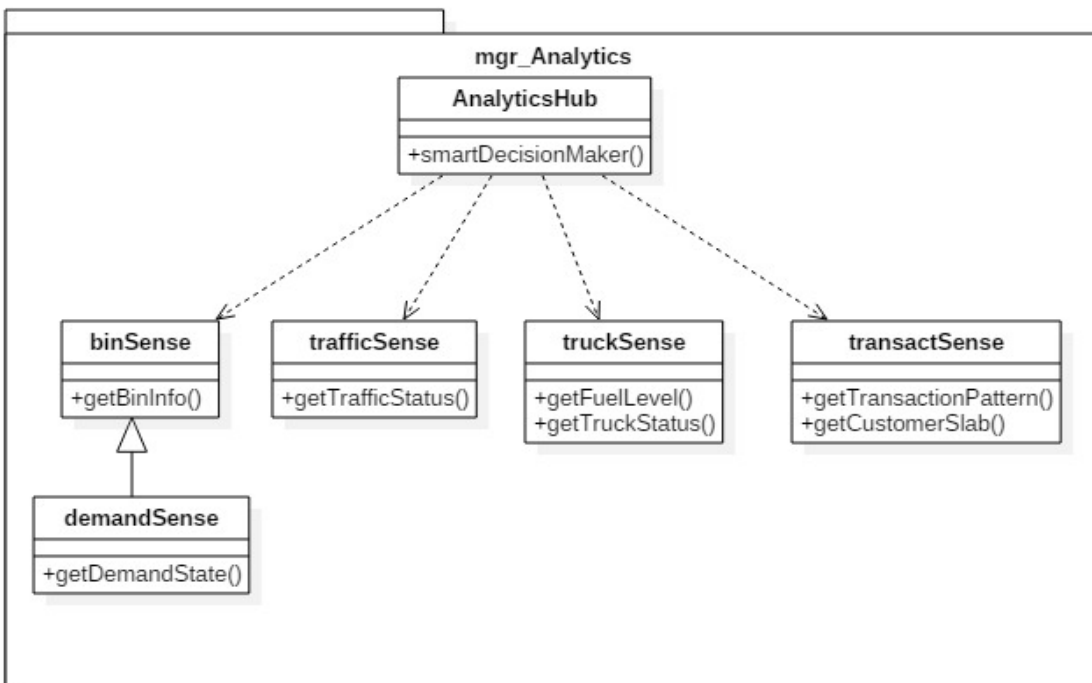 mgr_Analytics
AnalyticsHub
+smartDecisionMaker()
binSense
+getBinInfo()
trafficSense
+getTrafficStatus()
truckSense
+getFuelLevel()
+getTruckStatus()
transactSense
+getTransactionPattern()
+getCustomerSlab()
demandSense
+getDemandState()